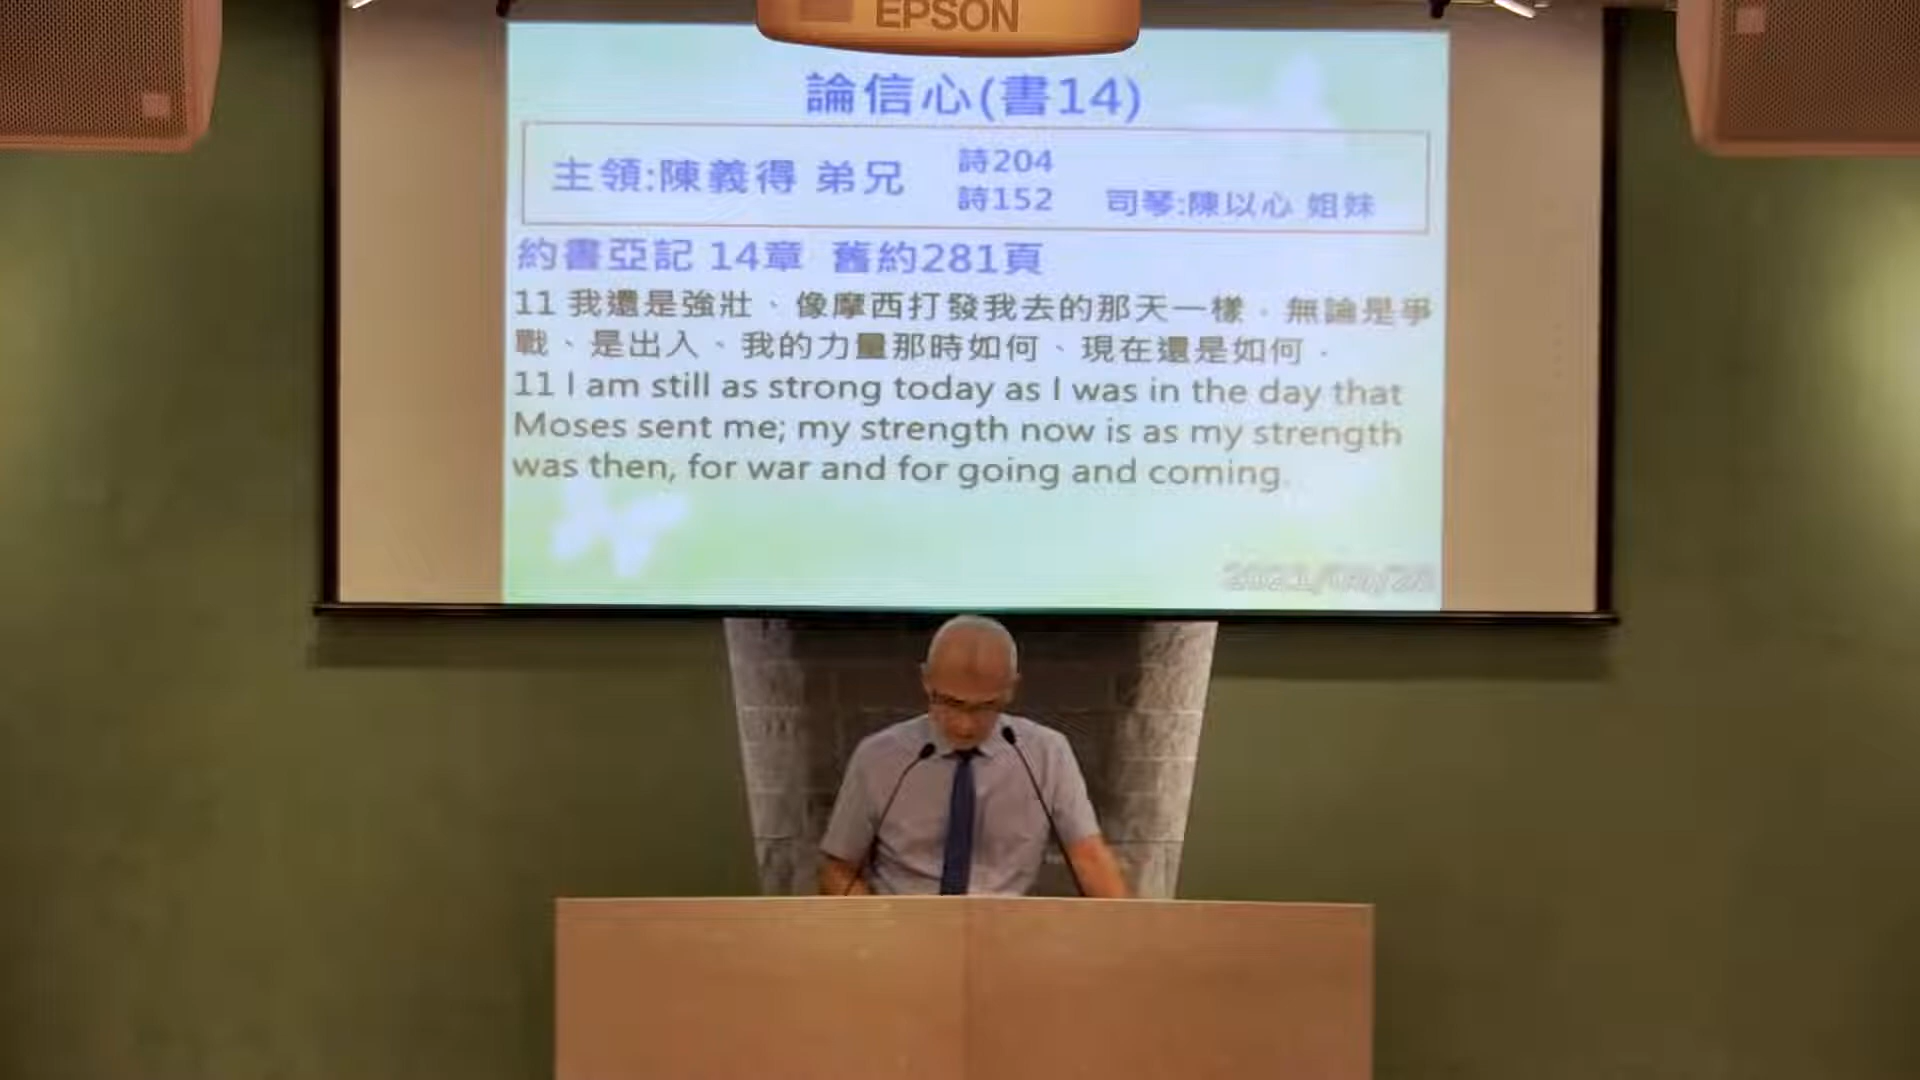 EPSON
論信心(書14)
主領:陳義得 弟兄
詩204
詩152
司琴:陳以心 姐妹
約書亞記 14章 舊約281頁
11 我還是強壯、像摩西打發我去的那天一樣．無論是爭
戰、是出入、我的力量那時如何、現在還是如何．
11 I am still as strong today as I was in the day that
Moses sent me; my strength now is as my strength
was then, for war and for going and coming.